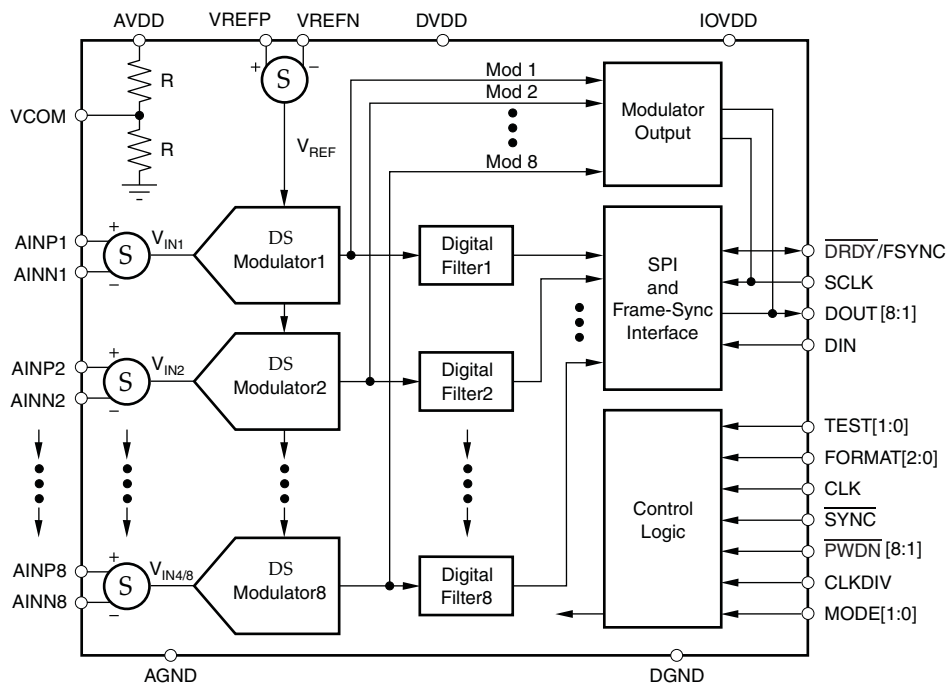 AVDD
VREFP
VREFN
DVDD
IOVDD
R
VCOM
R
+
S
−
VREF
Mod 1
Mod 2
Mod 8
Modulator
Output
AINP1
AINN1
+
S
−
VIN1
DS
Modulator1
Digital
Filter1
SPI
and
Frame-Sync
Interface
DRDY/FSYNC
SCLK
DOUT[8:1]
DIN
AINP2
AINN2
+
S
−
VIN2
DS
Modulator2
Digital
Filter2
TEST[1:0]
FORMAT[2:0]
CLK
SYNC
PWDN[8:1]
CLKDIV
MODE[1:0]
Control
Logic
AINP8
AINN8
+
S
−
VIN4/8
DS
Modulator8
Digital
Filter8
AGND
DGND